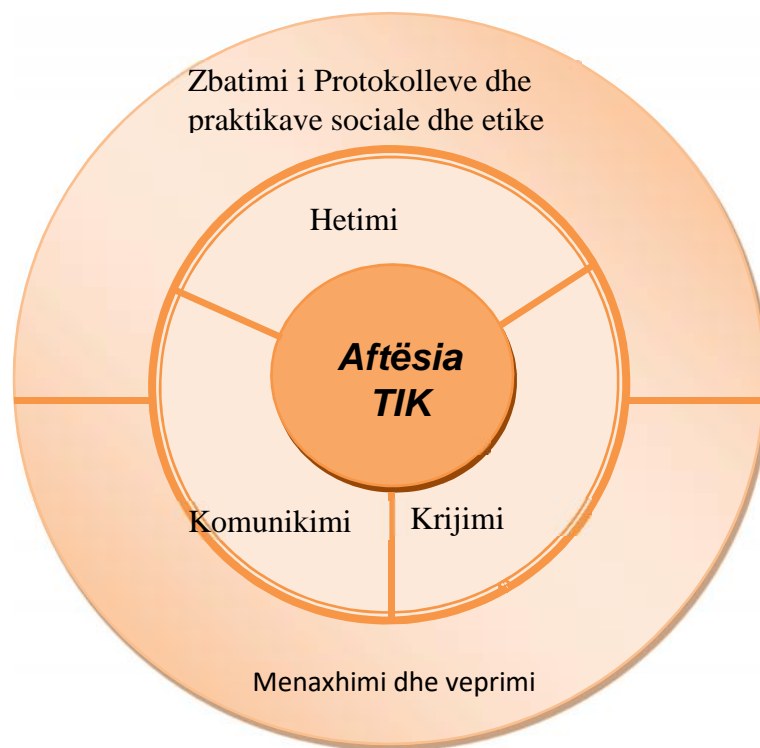 Zbatimi i Protokolleve dhe
praktikave sociale dhe etike
Hetimi
Aftësia
TIK
Komunikimi
Krijimi
Menaxhimi dhe veprimi